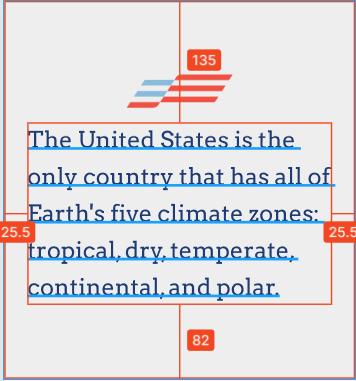 135
The United States is the
only country that has all of
Earth's five climate zones:
25.5 25.5
tropical, dry, temperate,
continental, and polar.
82